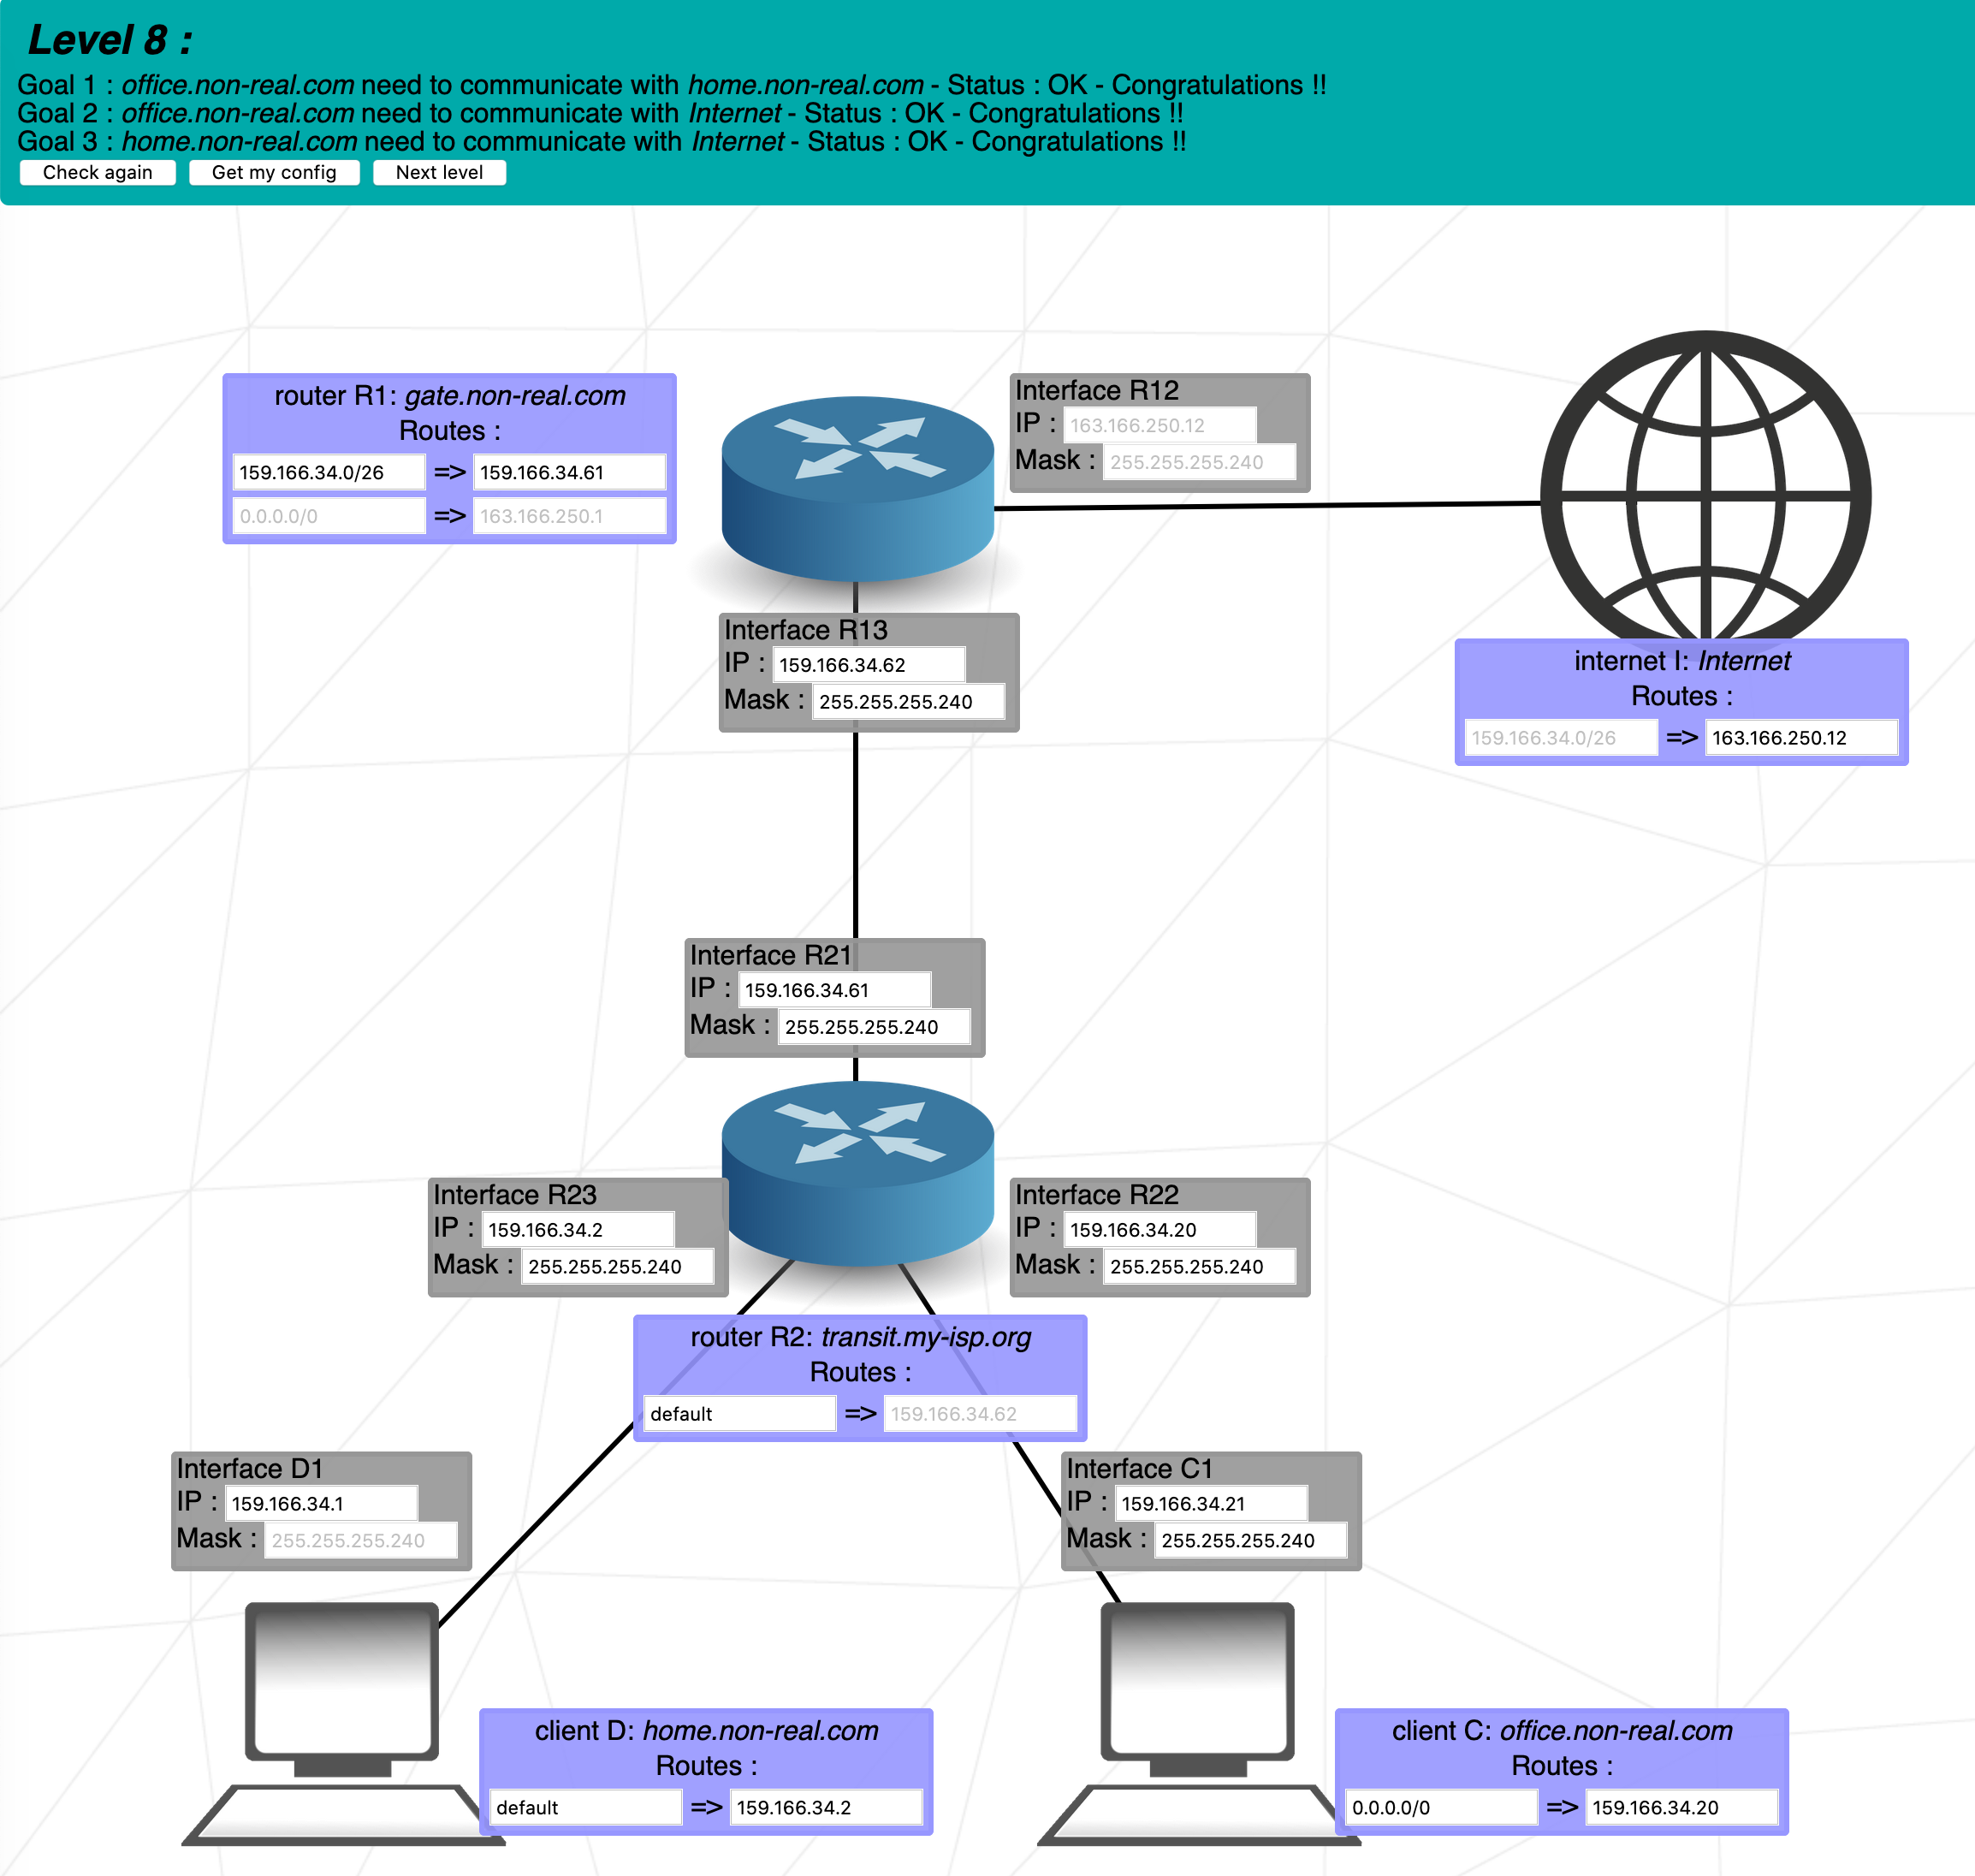 Level 8 :
Goal 1 : office.non-real.com need to communicate with home.non-real.com - Status : OK - Congratulations !!
Goal 2 : office.non-real.com need to communicate with Internet - Status : OK - Congratulations !!
Goal 3 : home.non-real.com need to communicate with Internet - Status : OK - Congratulations !!
Check again Get my config Next level
router R1: gate.non-real.com
Routes :
159.166.34.0/26 => 159.166.34.61
0.0.0.0/0 => 163.166.250.1
Interface R12
IP : 163.166.250.12
Mask : 255.255.255.240
Interface R13
IP : 159.166.34.62
Mask : 255.255.255.240
internet I: Internet
Routes :
159.166.34.0/26 => 163.166.250.12
Interface R21
IP : 159.166.34.61
Mask : 255.255.255.240
Interface R23
IP : 159.166.34.2
Mask : 255.255.255.240
Interface R22
IP : 159.166.34.20
Mask : 255.255.255.240
router R2: transit.my-isp.org
Routes :
default => 159.166.34.62
Interface D1
IP : 159.166.34.1
Mask : 255.255.255.240
Interface C1
IP : 159.166.34.21
Mask : 255.255.255.240
client D: home.non-real.com
Routes :
default => 159.166.34.2
client C: office.non-real.com
Routes :
0.0.0.0/0 => 159.166.34.20